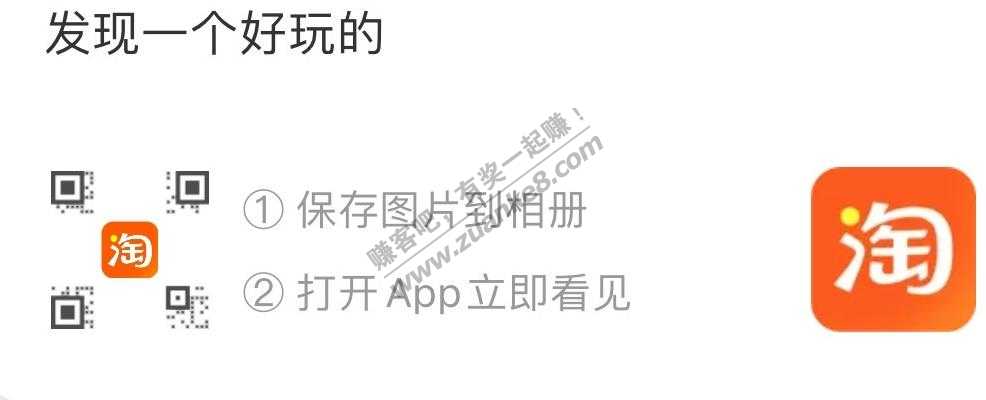 发现一个好玩的
① 保存图片到相册
② 打开App立即看见
淘
淘
赚客吧，有奖一起赚！
www.zuanke8.com